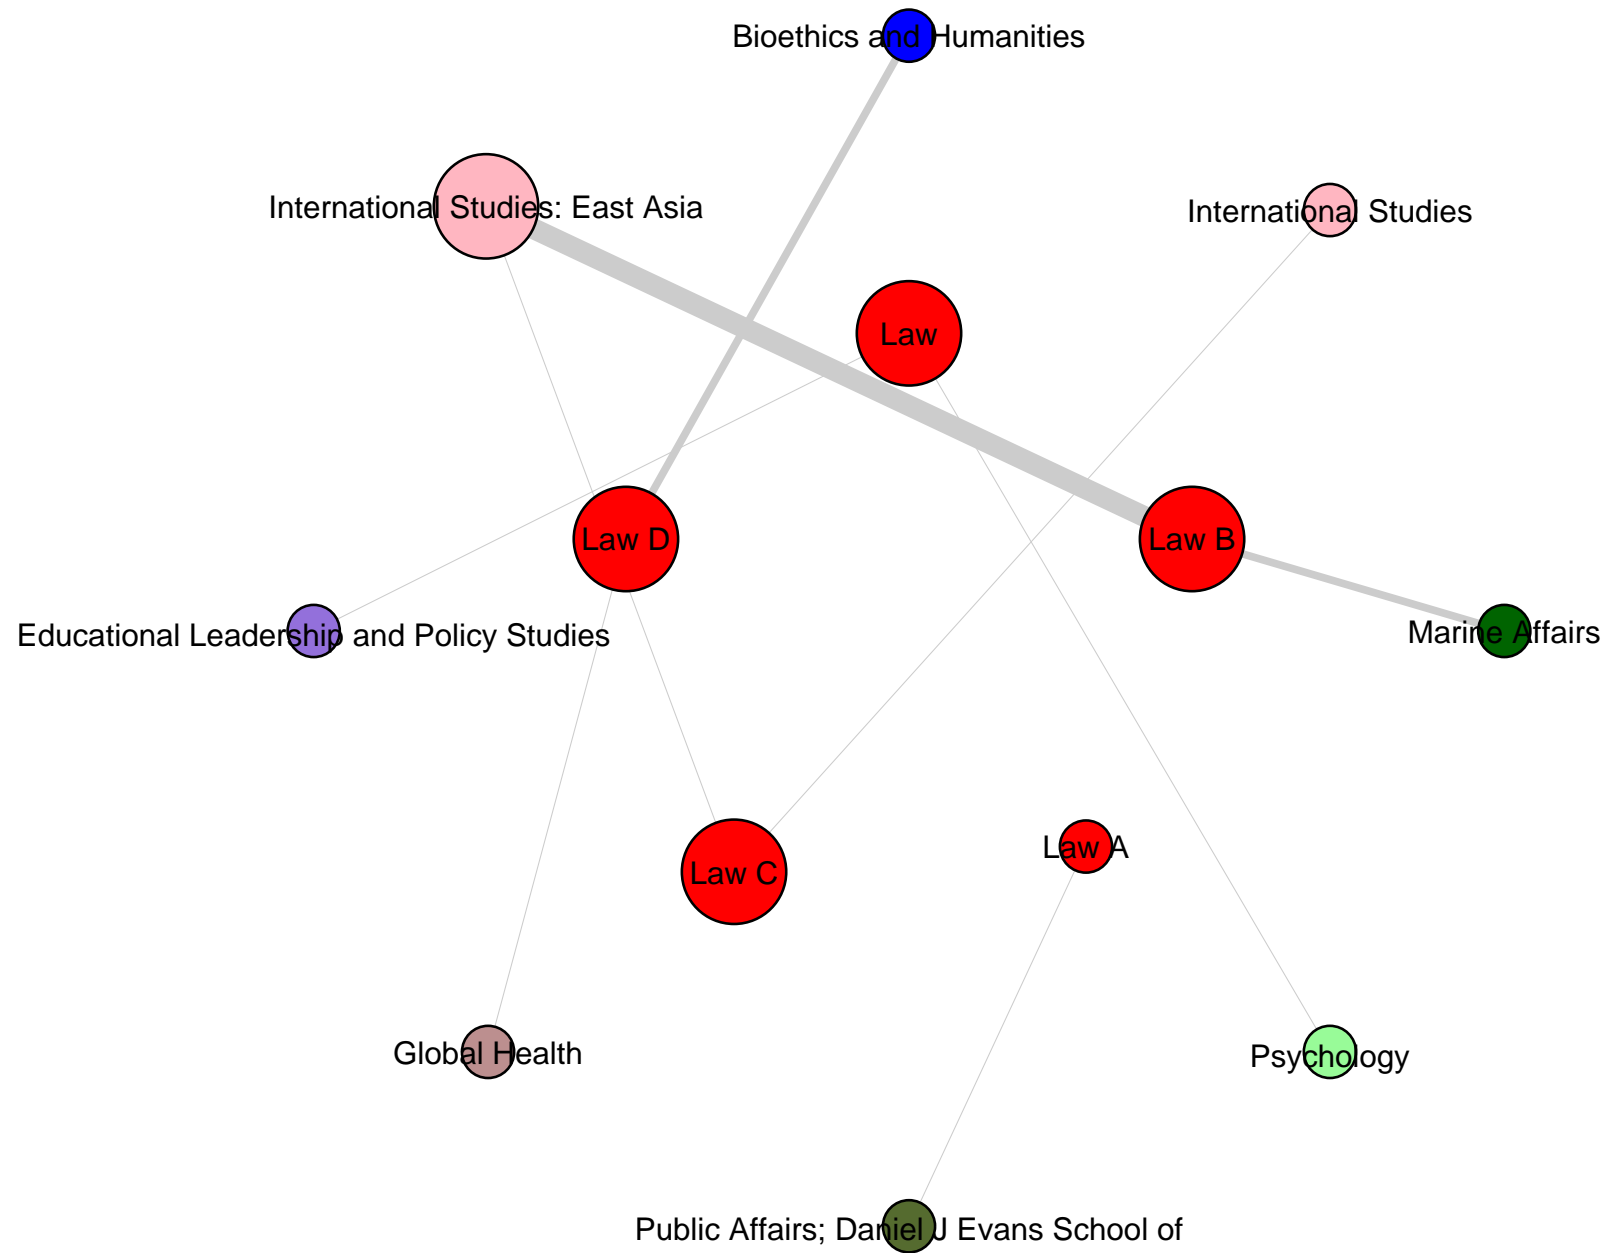 Bioethics and Humanities
International Studies: East Asia
International Studies
Law
Law D
Law B
Educational Leadership and Policy Studies
Marine Affairs
Law A
Law C
Global Health
Psychology
Public Affairs; Daniel J Evans School of